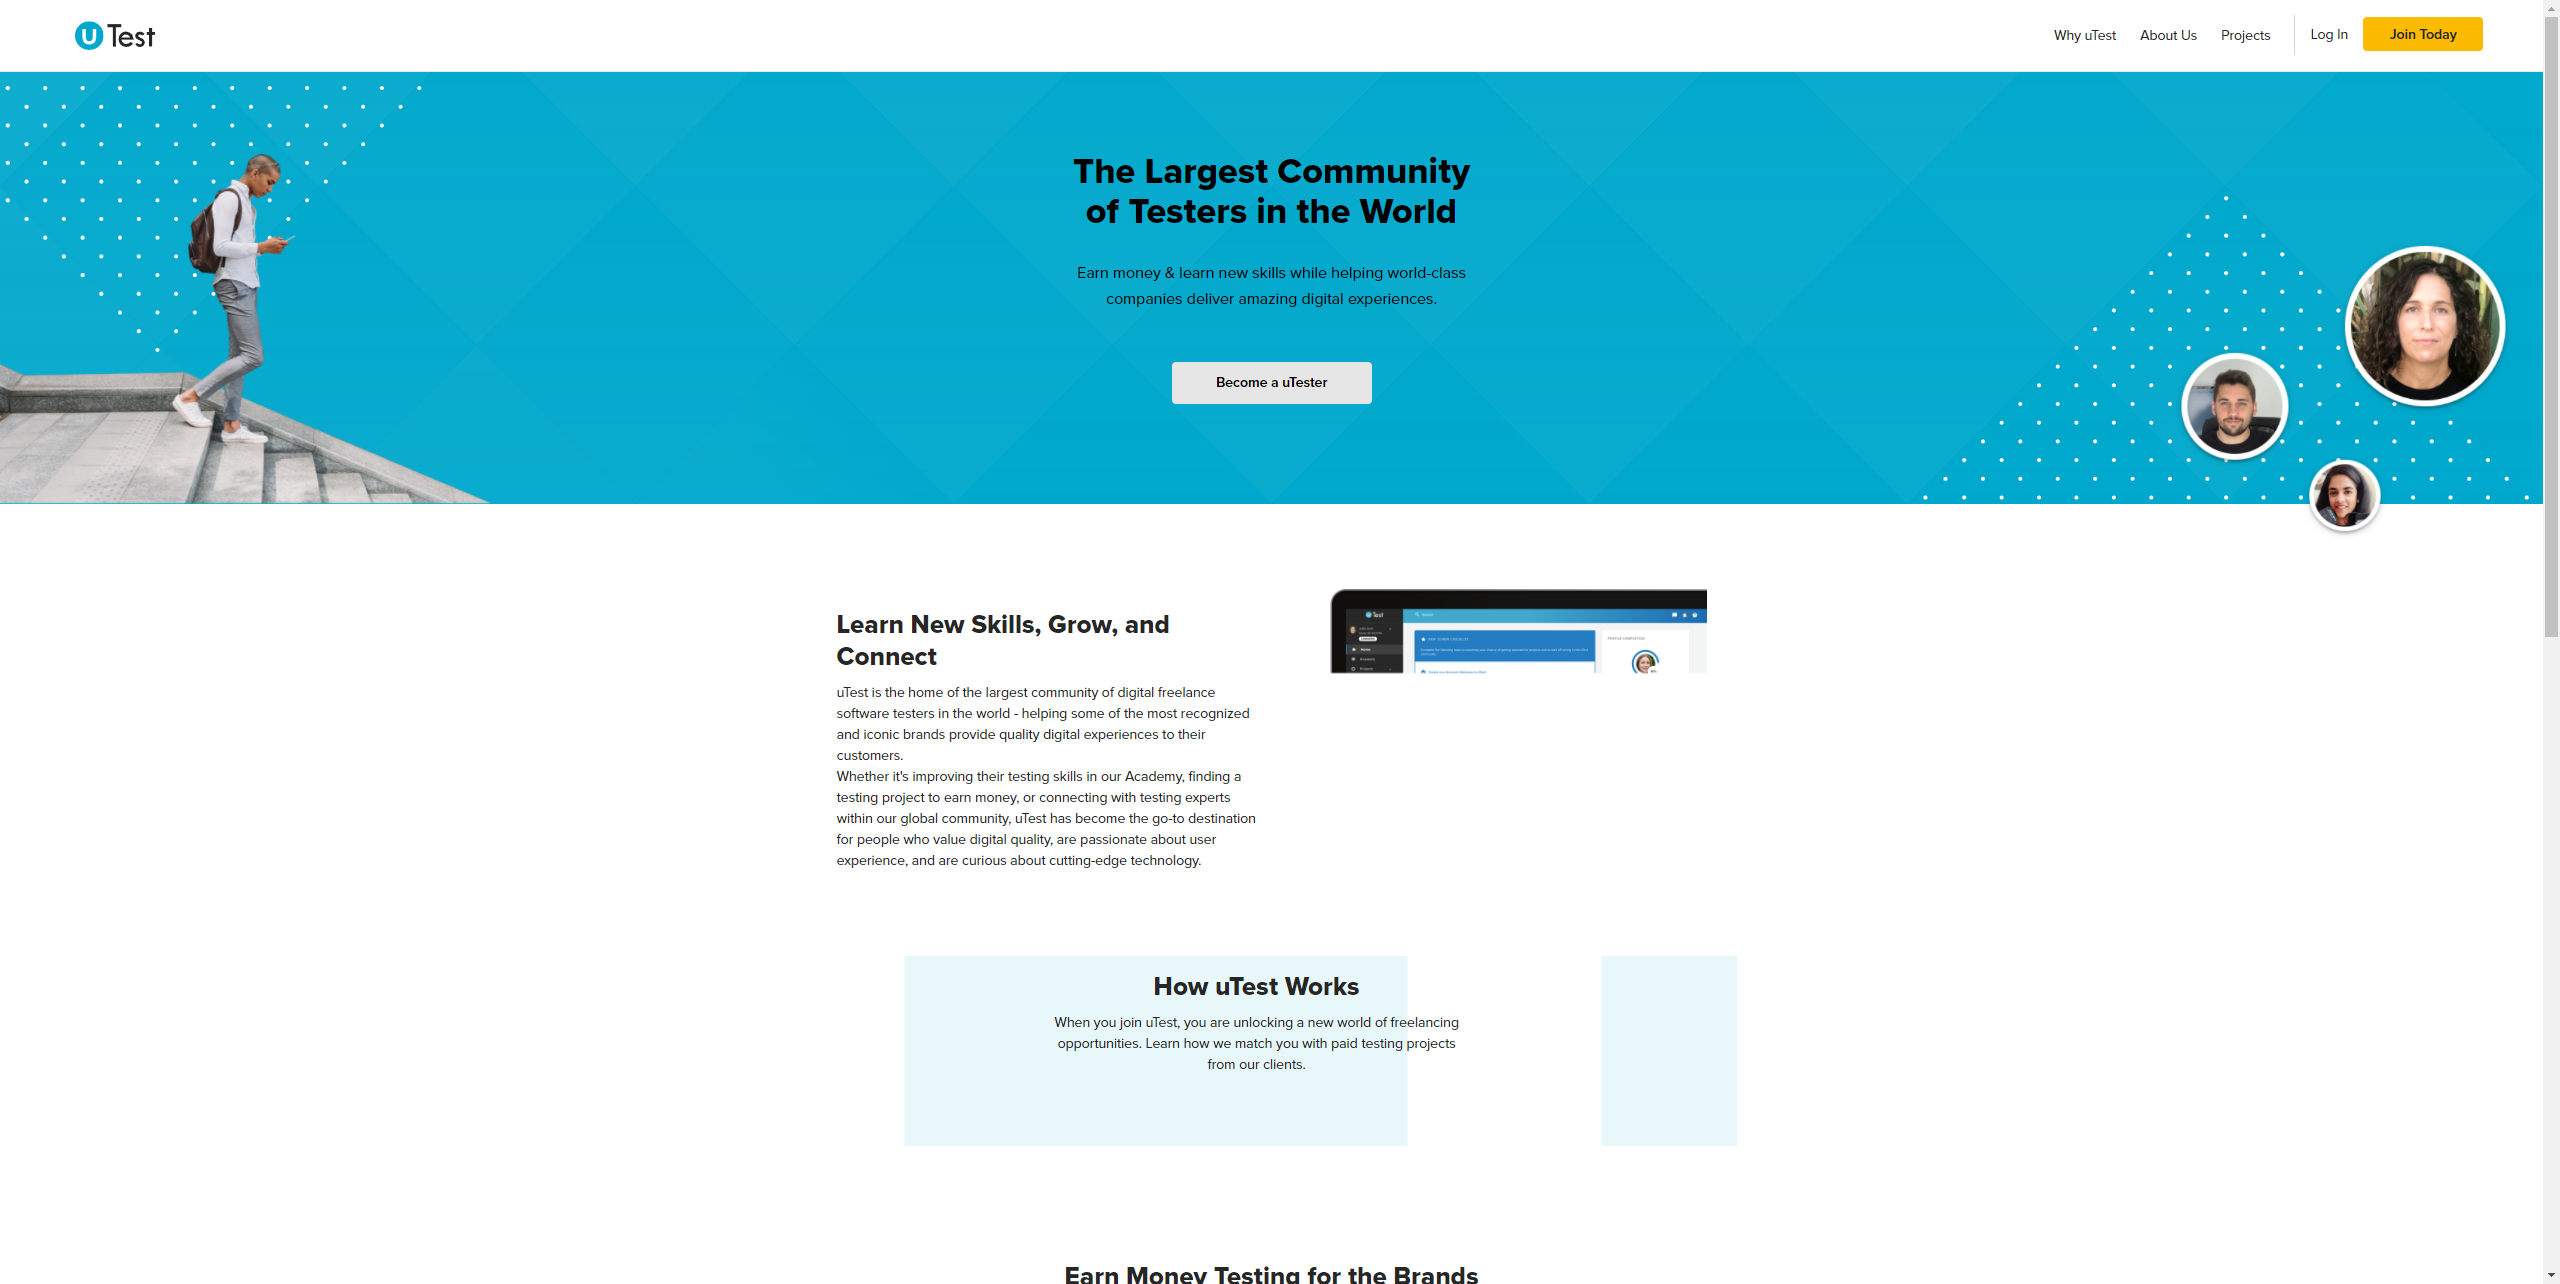 uTest
Why uTest
About Us
Projects
Log In
Join Today
The Largest Community
of Testers in the World
Earn money & learn new skills while helping world-class
companies deliver amazing digital experiences.
Become a uTester
Learn New Skills, Grow, and
Connect
uTest is the home of the largest community of digital freelance
software testers in the world - helping some of the most recognized
and iconic brands provide quality digital experiences to their
customers.
Whether it's improving their testing skills in our Academy, finding a
testing project to earn money, or connecting with testing experts
within our global community, uTest has become the go-to destination
for people who value digital quality, are passionate about user
experience, and are curious about cutting-edge technology.
uTest
Home
Academy
Projects
PROFILE COMPLETION
How uTest Works
When you join uTest, you are unlocking a new world of freelancing
opportunities. Learn how we match you with paid testing projects
from our clients.
Earn Money Testing for the Brands